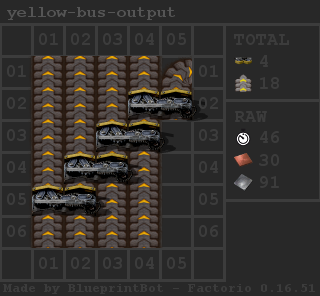 yellow-bus-output
01 02 03 04 05
TOTAL
4
18
01 01
02 02
RAW
46
30
91
03 03
04 04
05 05
06 06
01 02 03 04 05
Made by BlueprintBot - Factorio 0.16.51